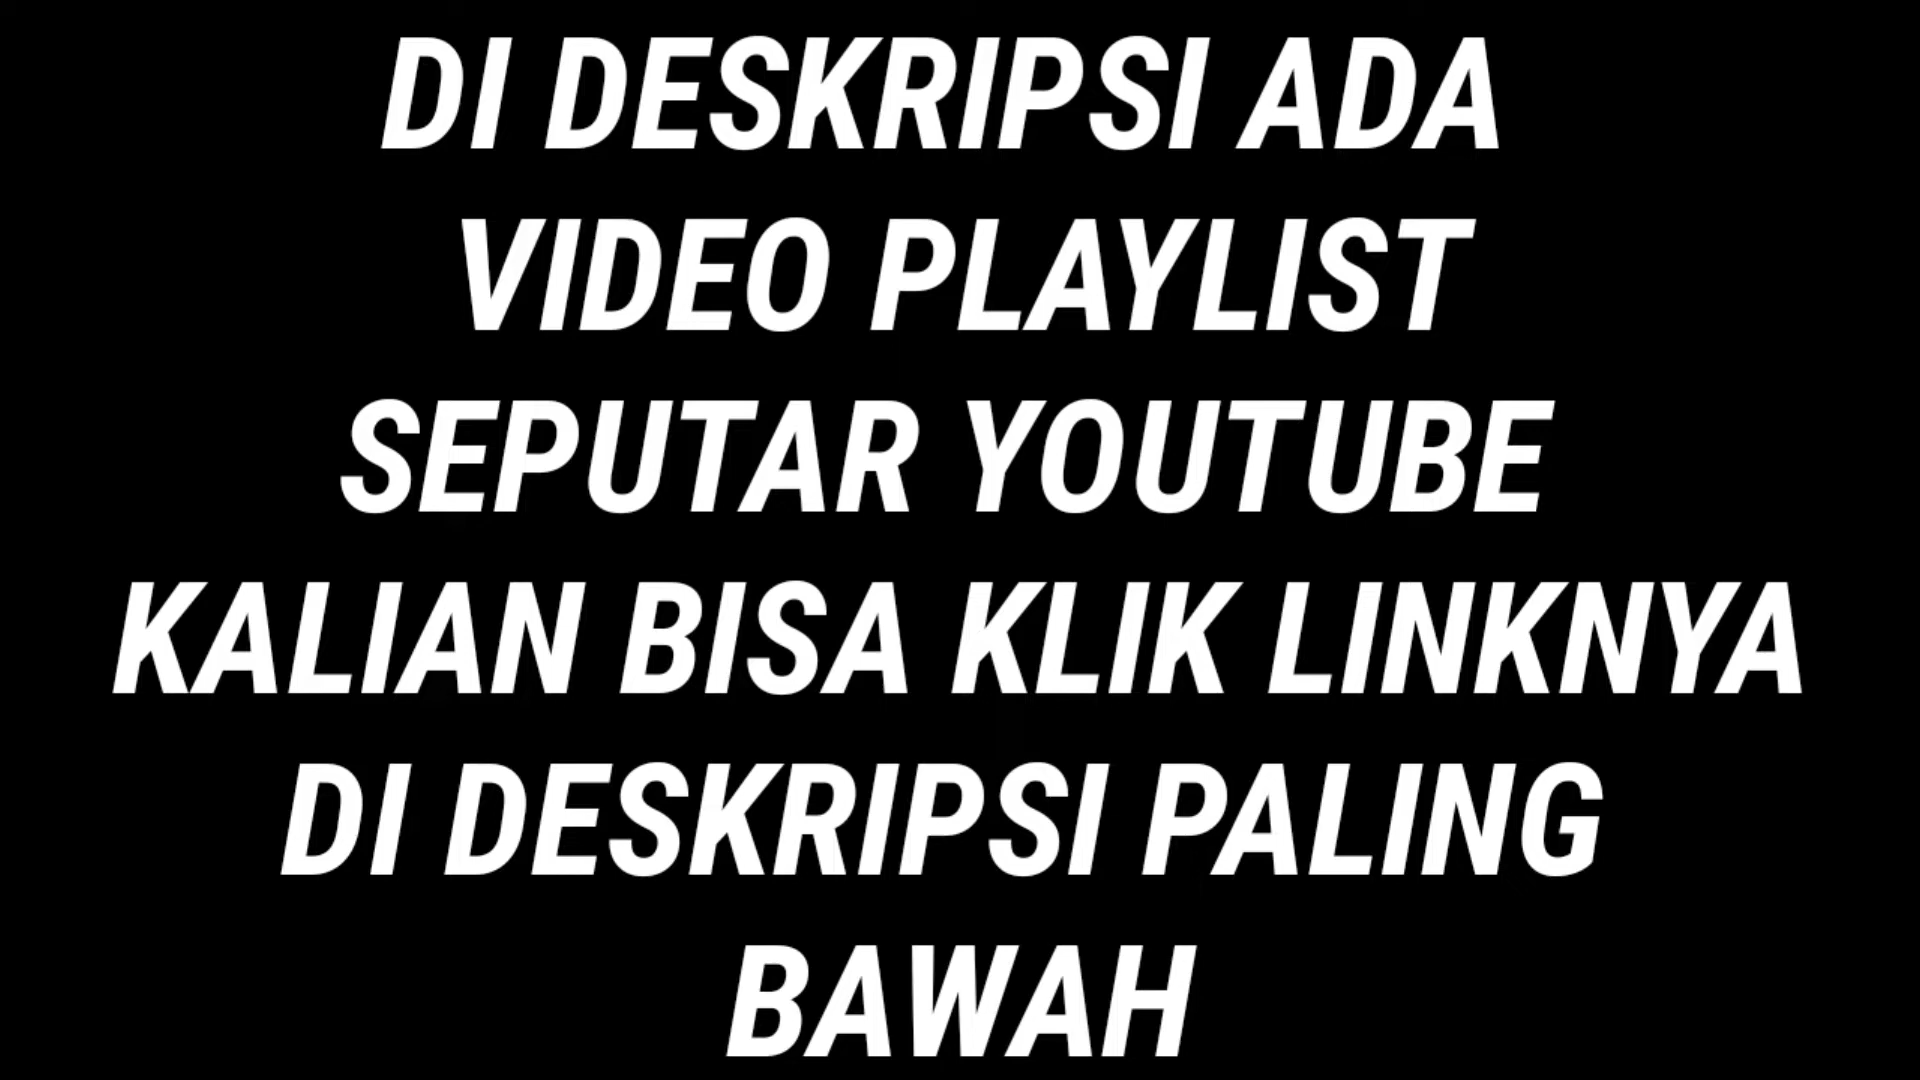 DI DESKRIPSI ADA
VIDEO PLAYLIST
SEPUTAR YOUTUBE
KALIAN BISA KLIK LINKNYA
DI DESKRIPSI PALING
BAWAH